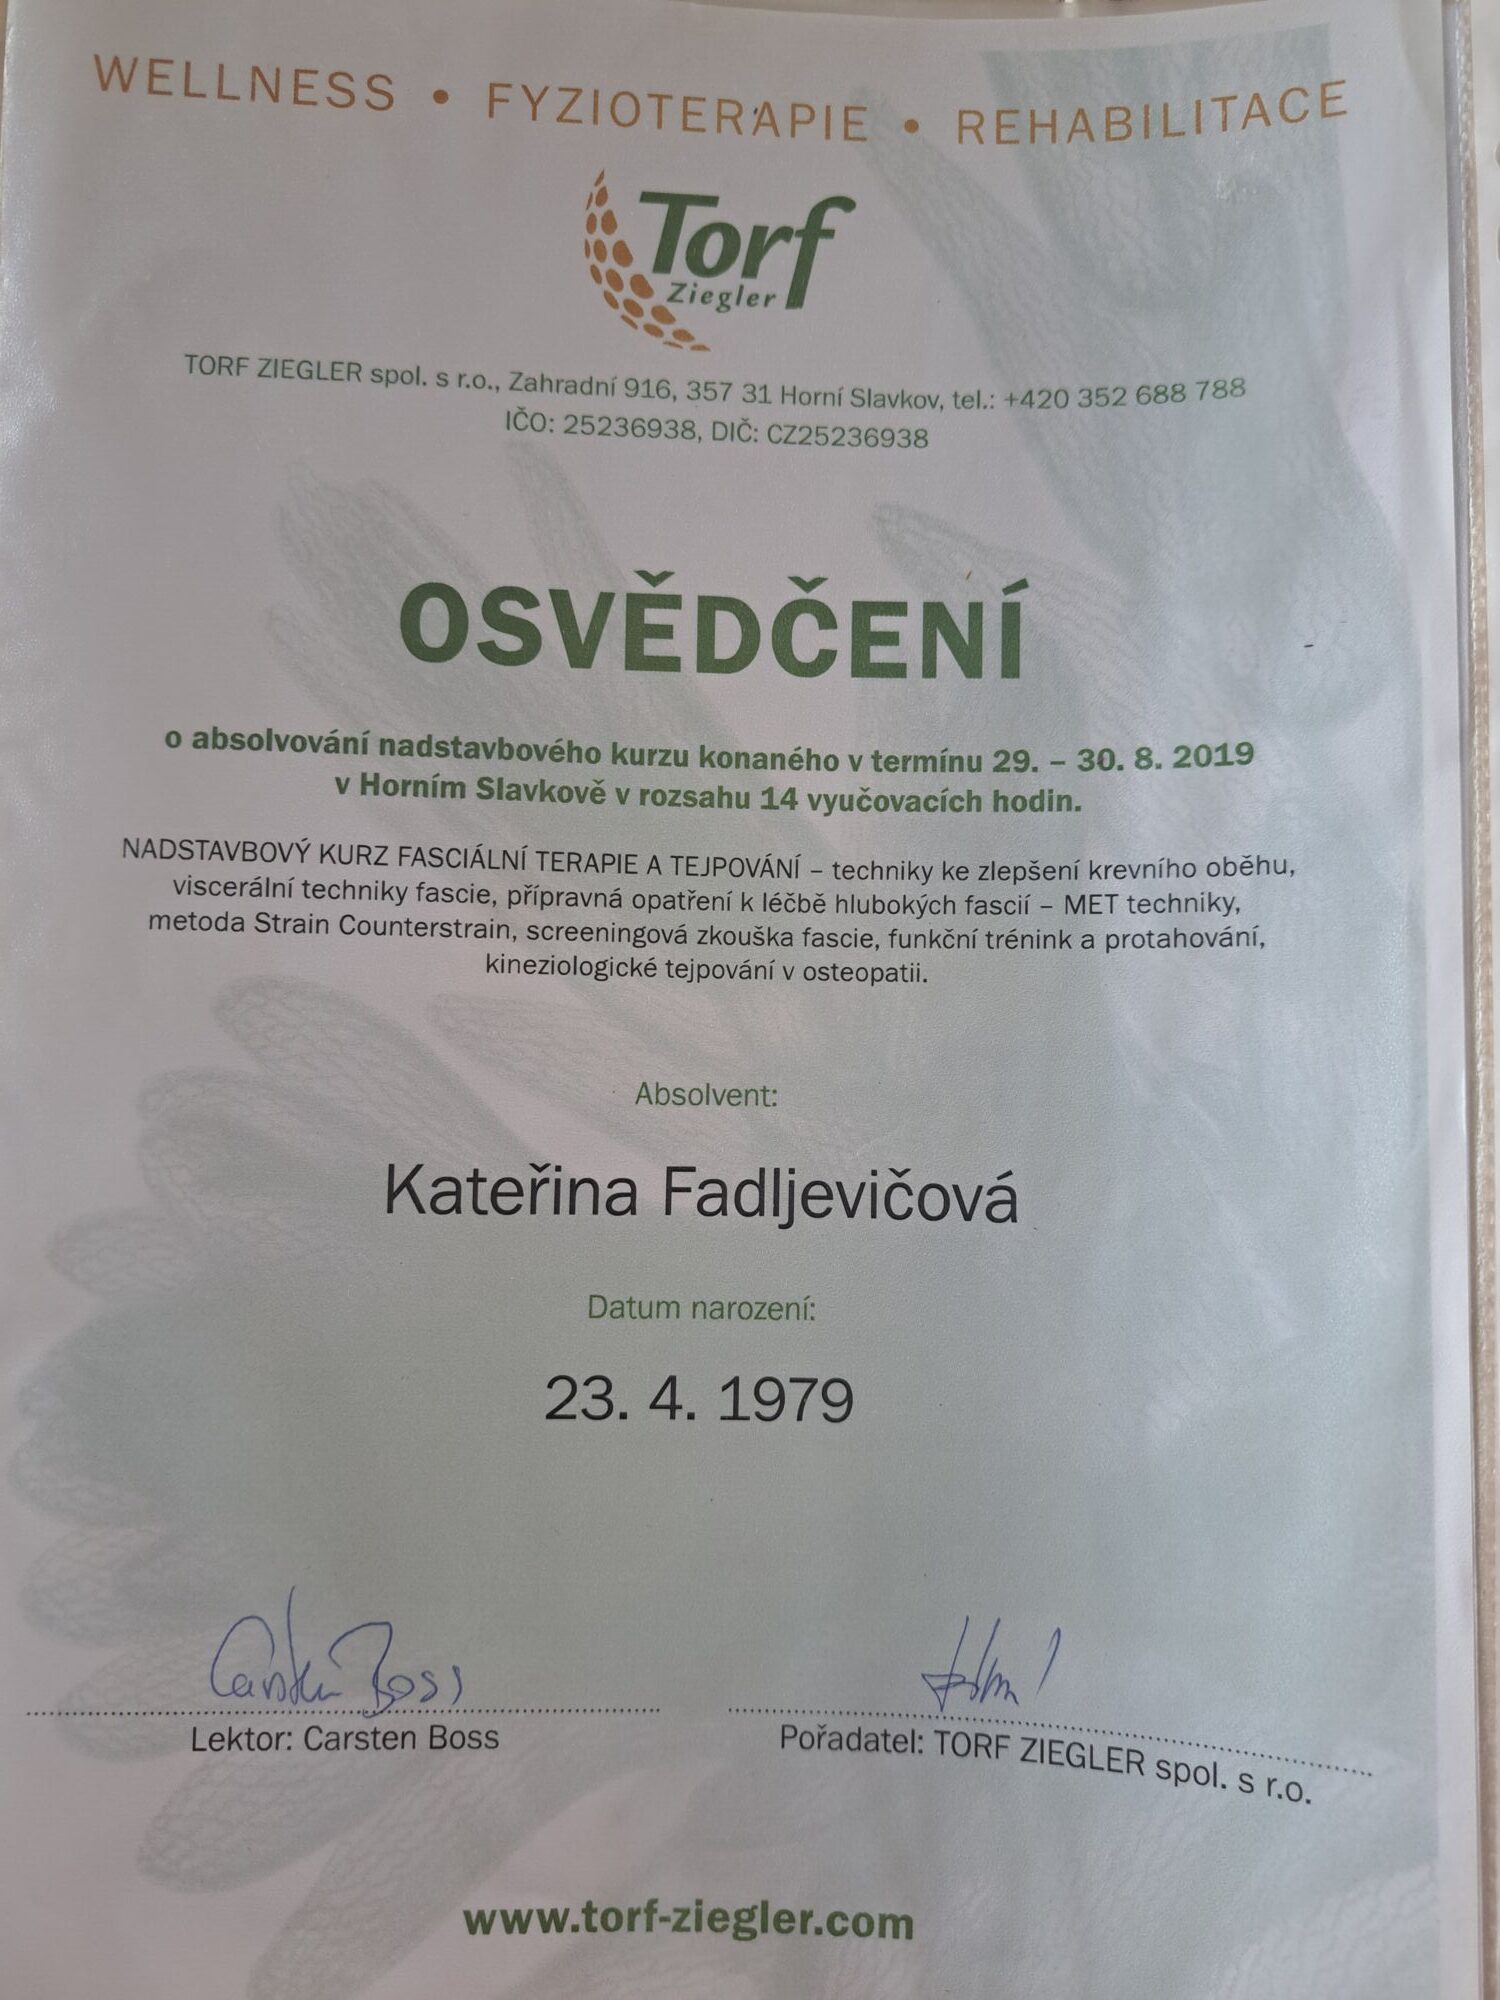 WELLNESS • FYZIOTERAPIE • REHABILITACE
Torf
Ziegler
TORF ZIEGLER spol. s r.o., Zahradní 916, 357 31 Horní Slavkov, tel.: +420 352 688 788
IČO: 25236938, DIČ: CZ25236938
OSVĚDČENÍ
o absolvování nadstavbového kurzu konaného v termínu 29. – 30. 8. 2019
v Horním Slavkově v rozsahu 14 vyučovacích hodin.
NADSTAVBOVÝ KURZ FASCIÁLNÍ TERAPIE A TEJPOVÁNÍ – techniky ke zlepšení krevního oběhu,
viscerální techniky fascie, přípravná opatření k léčbě hlubokých fascií – MET techniky,
metoda Strain Counterstrain, screeningová zkouška fascie, funkční trénink a protahování,
kineziologické tejpování v osteopatii.
Absolvent:
Kateřina Fadljevičová
Datum narození:
23. 4. 1979
Carsten Boss
Lektor: Carsten Boss
Pořadatel: TORF ZIEGLER spol. s r.o.
www.torf-ziegler.com